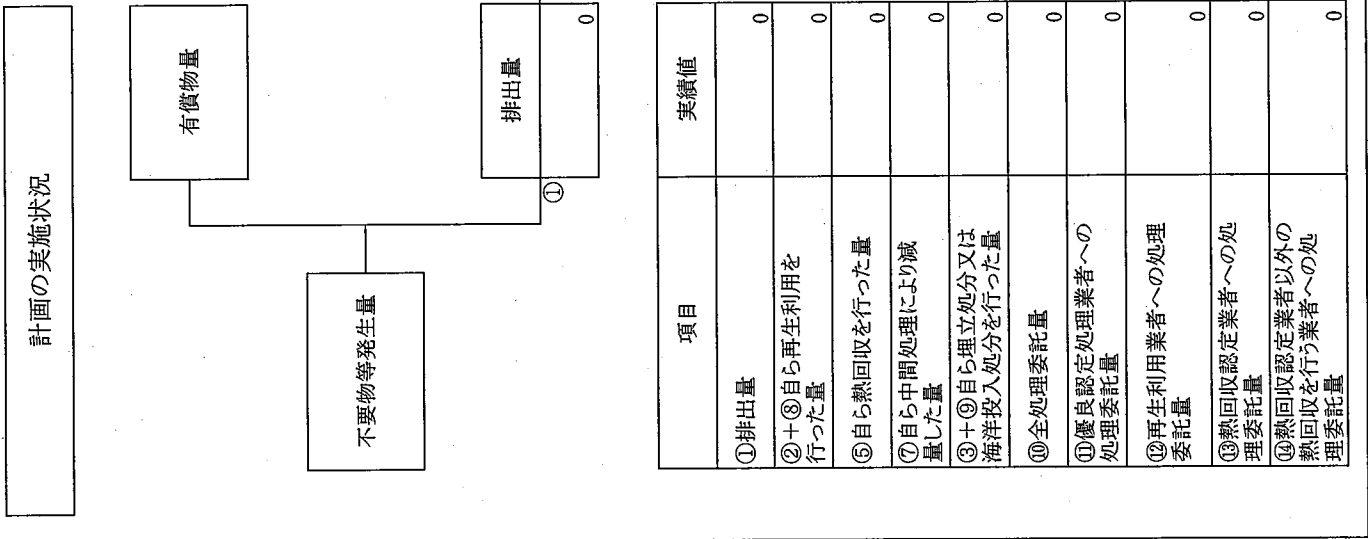 計画の実施状況
有償物量
不要物等発生量
排出量
①
0
項目
実績値
①排出量
0
②+⑧自ら再生利用を
行った量
0
⑤自ら熱回収を行った量
0
⑦自ら中間処理により減
量した量
0
③+⑨自ら埋立処分又は
海洋投入処分を行った量
0
⑩全処理委託量
0
⑪優良認定処理業者への
処理委託量
0
⑫再生利用業者への処理
委託量
0
⑬熱回収認定業者への処
理委託量
0
⑭熱回収認定業者以外の
熱回収を行う業者への処
理委託量
0